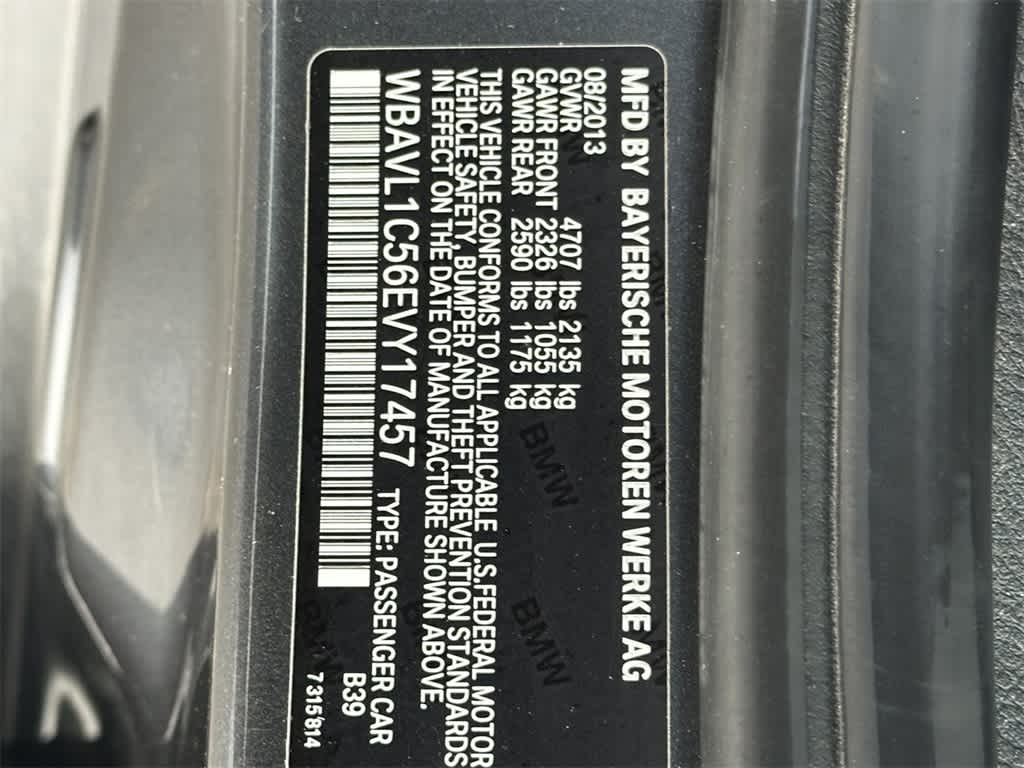 MFD BY BAYERISCHE MOTOREN WERKE AG
08/2013
GVWR 4707 lbs 2135 kg
GAWR FRONT 2326 lbs 1055 kg
GAWR REAR 2590 lbs 1175 kg
THIS VEHICLE CONFORMS TO ALL APPLICABLE U.S.FEDERAL MOTOR
VEHICLE SAFETY, BUMPER AND THEFT PREVENTION STANDARDS
IN EFFECT ON THE DATE OF MANUFACTURE SHOWN ABOVE.
WBAVL1C56EVY17457 TYPE: PASSENGER CAR
B39
7315814
BMW
BMW